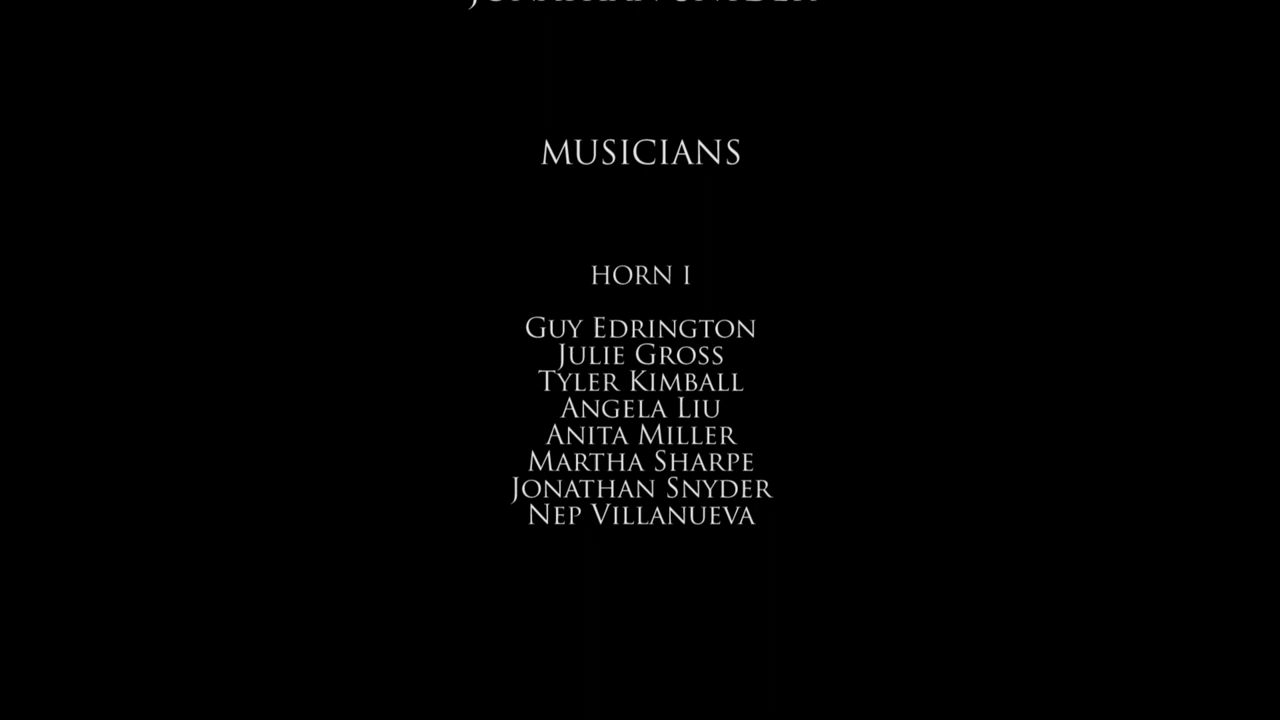 MUSICIANS
HORN I
GUY EDRINGTON
JULIE GROSS
TYLER KIMBALL
ANGELA LIU
ANITA MILLER
MARTHA SHARPE
JONATHAN SNYDER
NEP VILLANUEVA